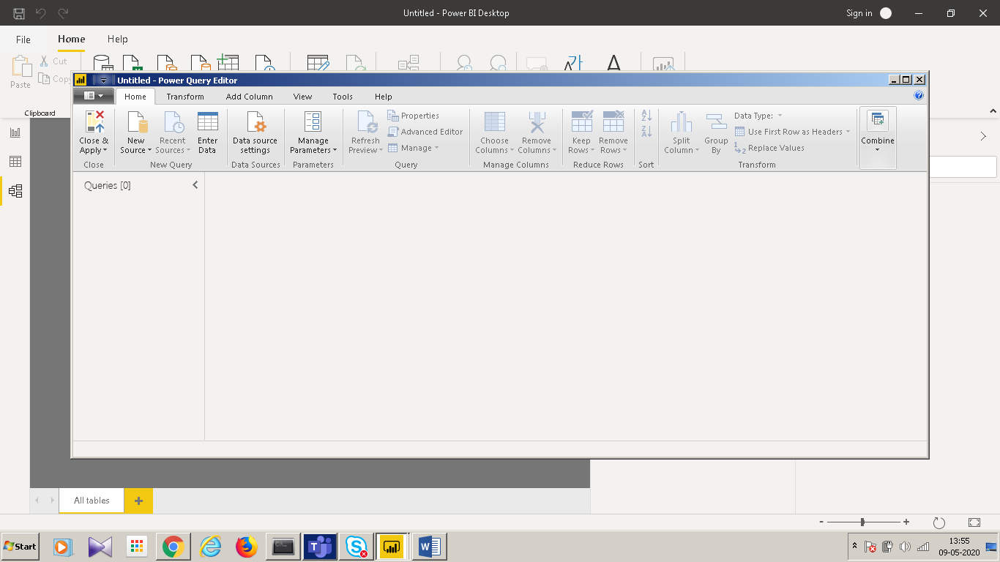 Untitled - Power BI Desktop
Sign in
File
Home
Help
Cut
Copy
Paste
Clipboard
Untitled - Power Query Editor
Home
Transform
Add Column
View
Tools
Help
Close &
Apply
Close
New
Source
Recent
Sources
Enter
Data
New Query
Data source
settings
Data Sources
Manage
Parameters
Parameters
Refresh
Preview
Properties
Advanced Editor
Manage
Query
Choose
Columns
Remove
Columns
Manage Columns
Keep
Rows
Remove
Rows
Reduce Rows
Sort
Split
Column
Group
By
Data Type:
Use First Row as Headers
Replace Values
Transform
Combine
Queries [0]
All tables
Start
13:55
09-05-2020